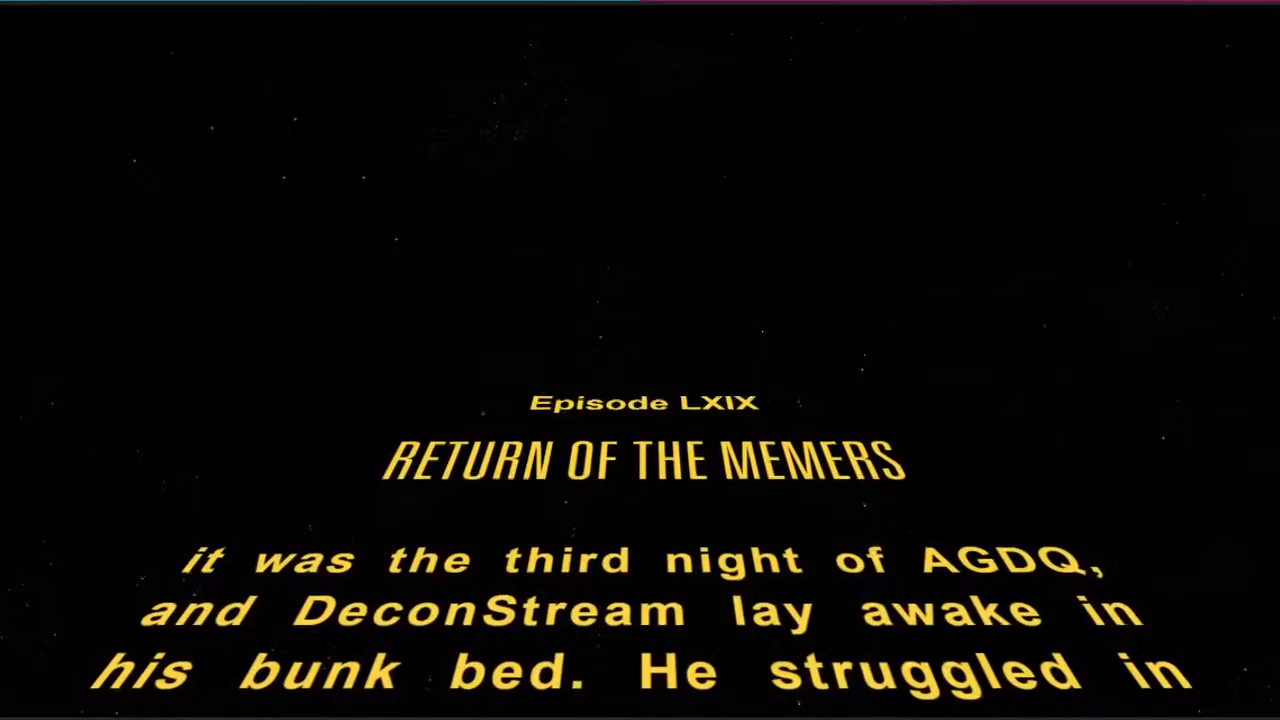 Episode LXIX
RETURN OF THE MEMERS
it was the third night of AGDQ,
and DeconStream lay awake in
his bunk bed. He struggled in